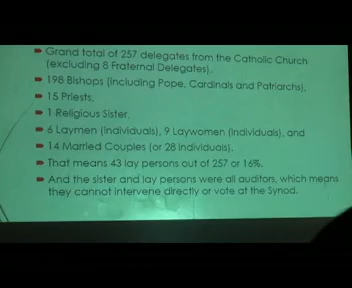 Grand total of 257 delegates from the Catholic Church
(excluding 8 Fraternal Delegates),
198 Bishops (including Pope, Cardinals and Patriarchs),
15 Priests,
1 Religious Sister,
6 Laymen (individuals), 9 Laywomen (individuals), and
14 Married Couples (or 28 individuals).
That means 43 lay persons out of 257 or 16%.
And the sister and lay persons were all auditors, which means
they cannot intervene directly or vote at the Synod.